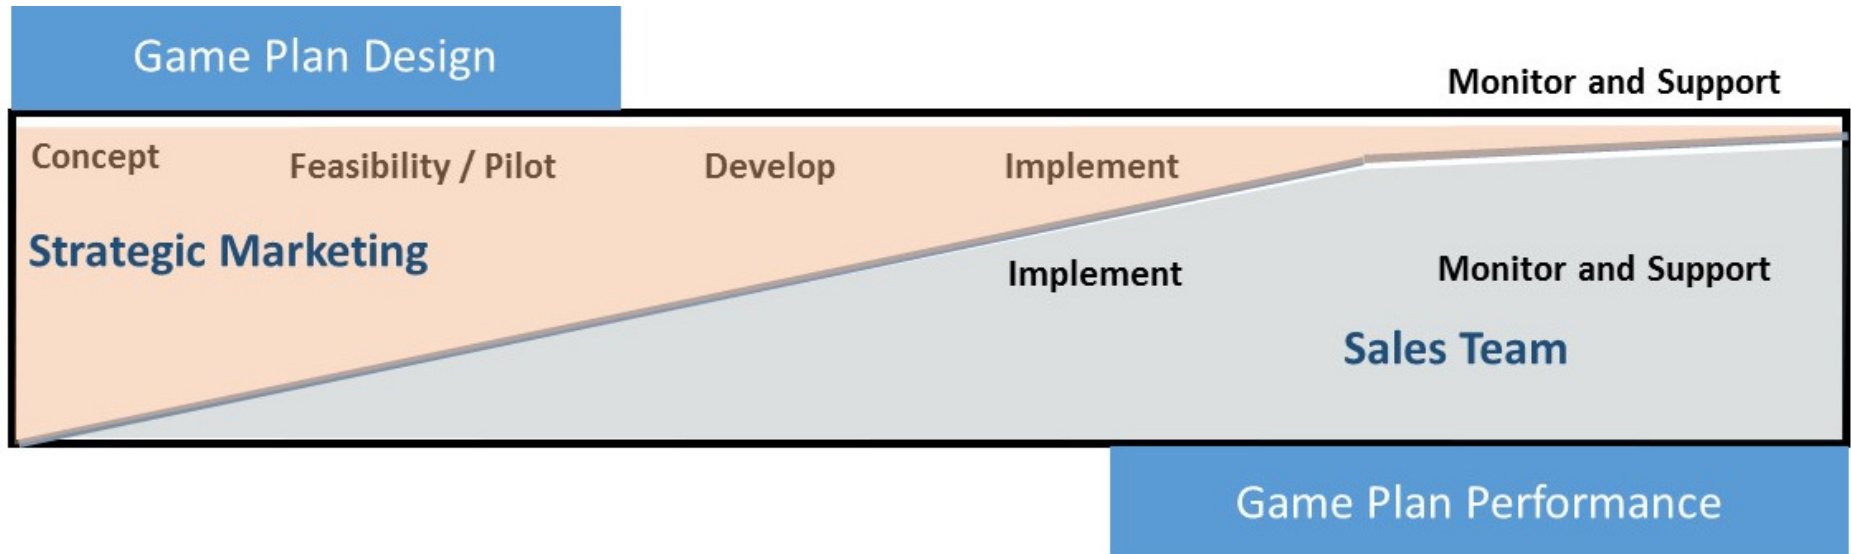 Game Plan Design
Monitor and Support
Concept
Feasibility / Pilot
Develop
Implement
Strategic Marketing
Implement
Monitor and Support
Sales Team
Game Plan Performance